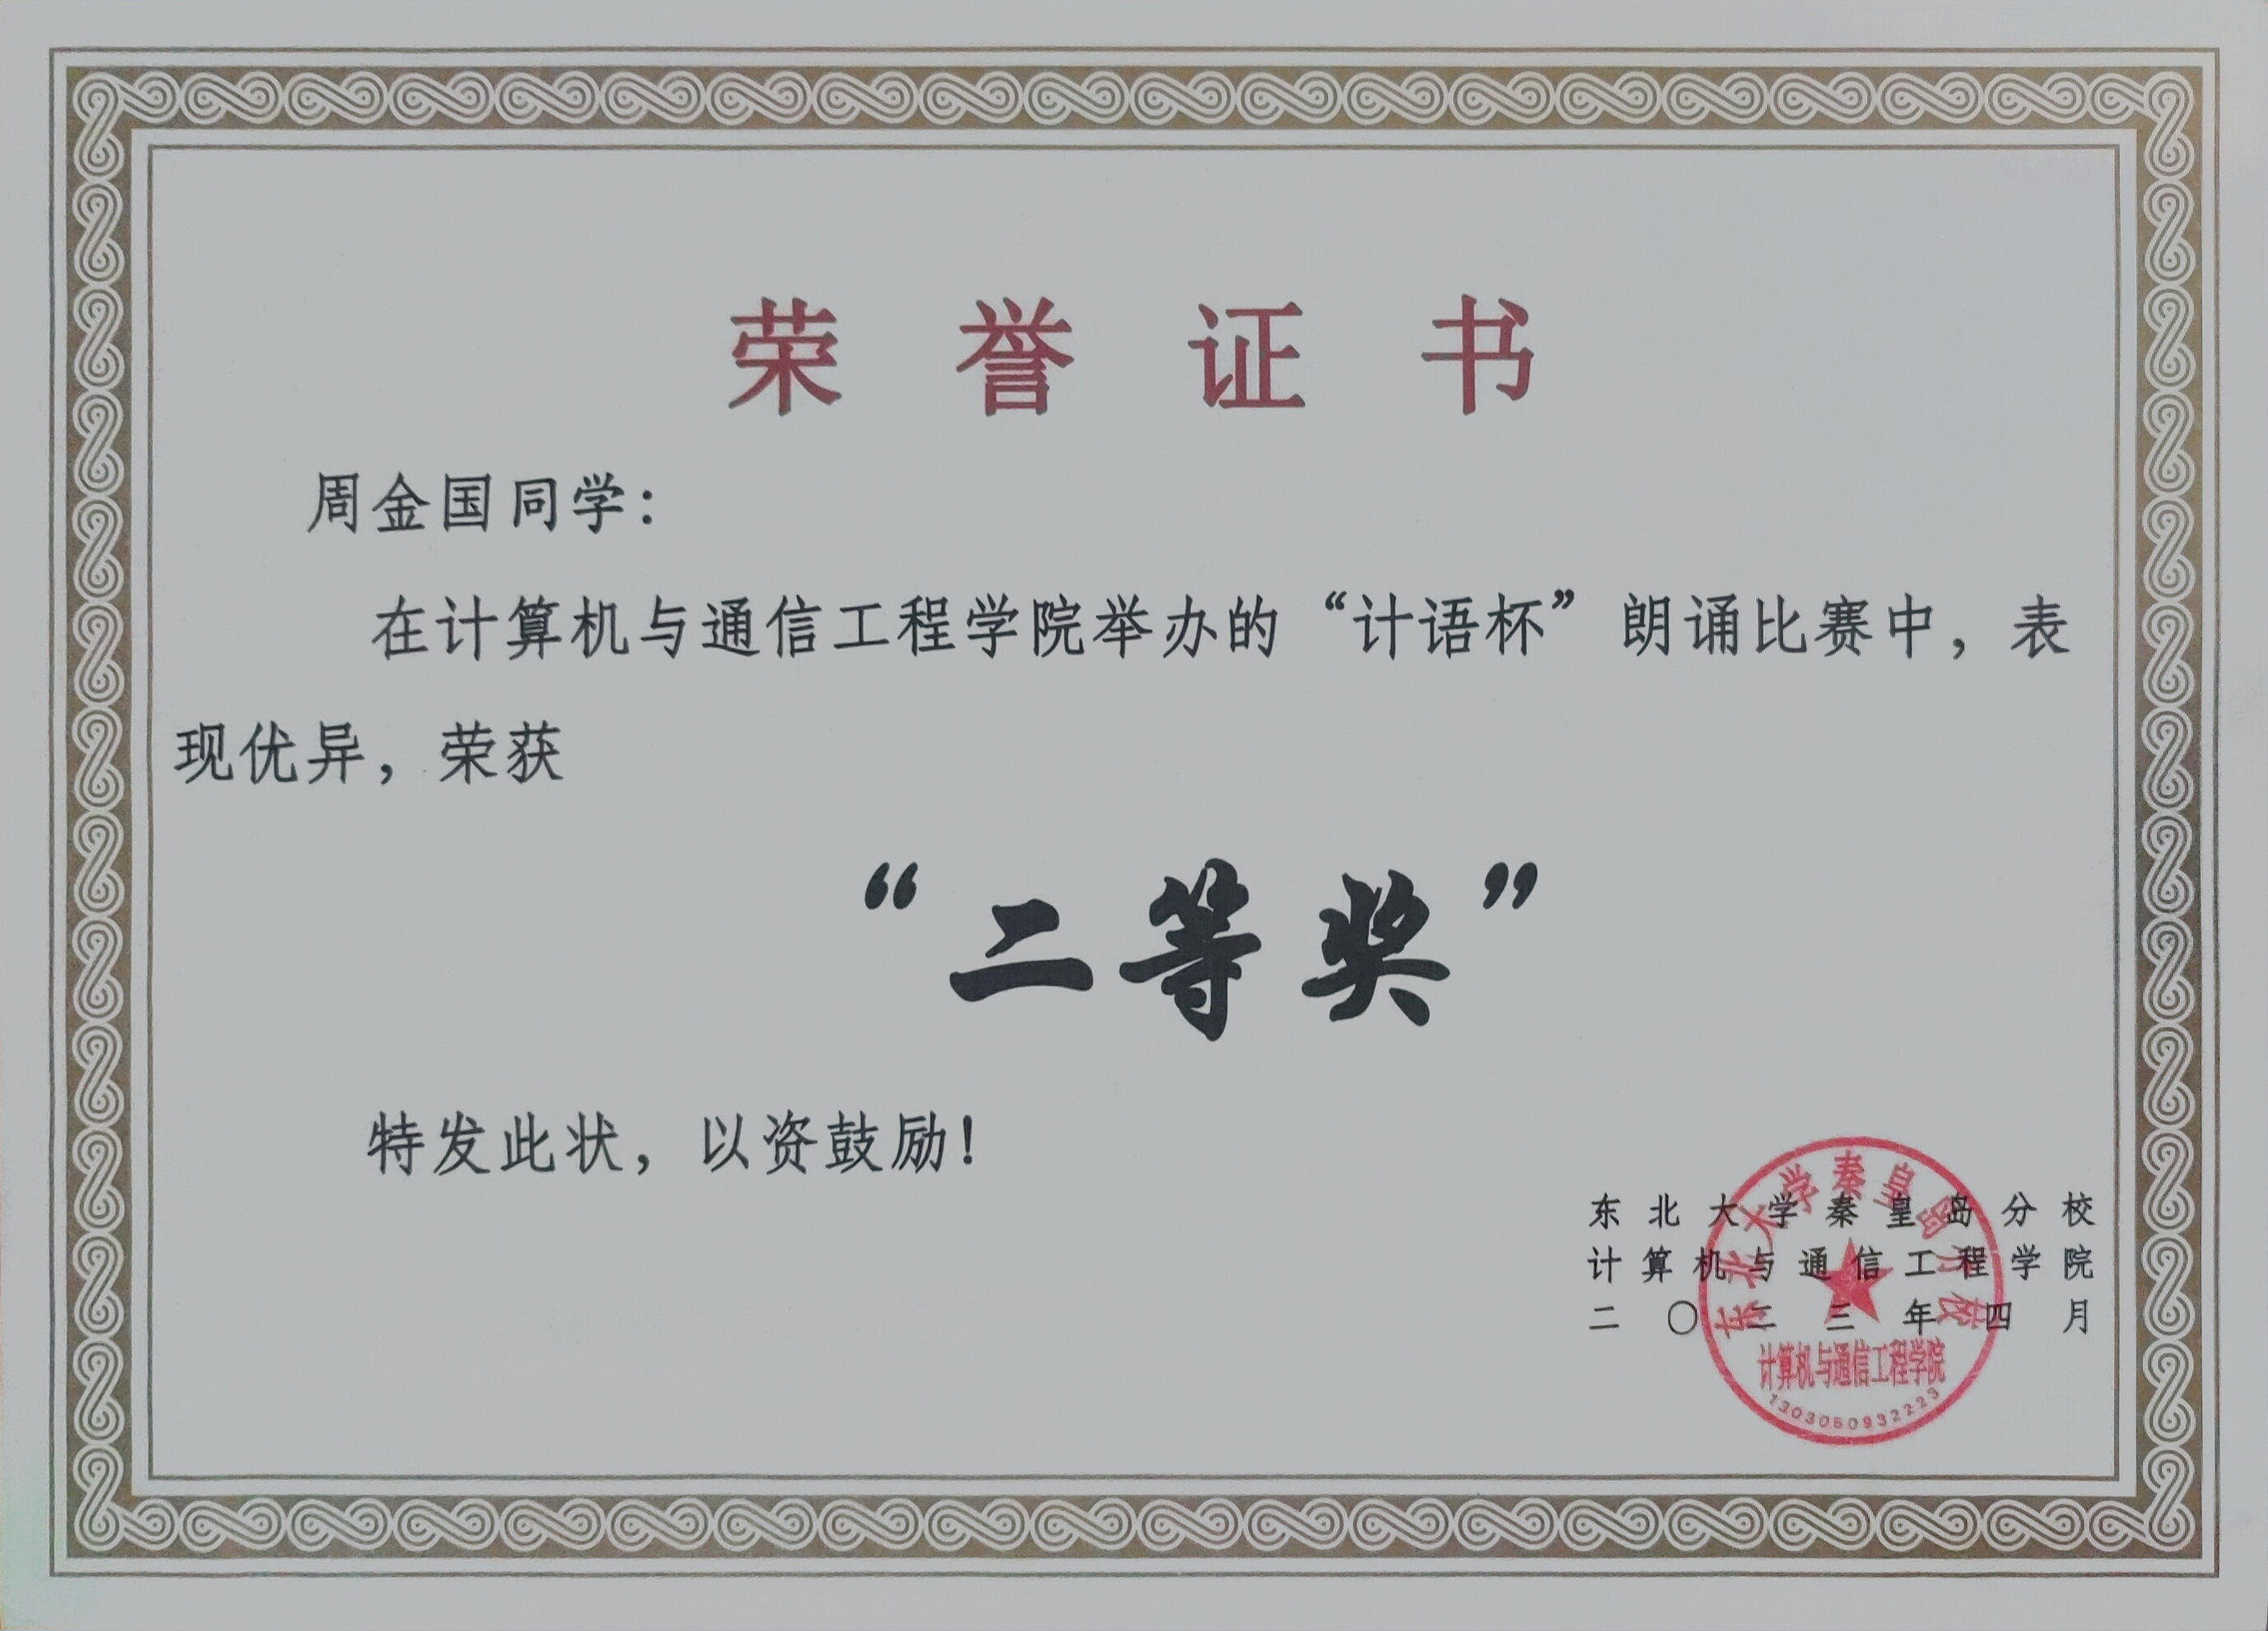 荣誉证书
周金国同学：
在计算机与通信工程学院举办的“计语杯”朗诵比赛中，表
现优异，荣获
“二等奖”
特发此状，以资鼓励！
东北大学秦皇岛分校
计算机与通信工程学院
二〇二三年四月
东北大学秦皇岛分校
计算机与通信工程学院
1303050932223